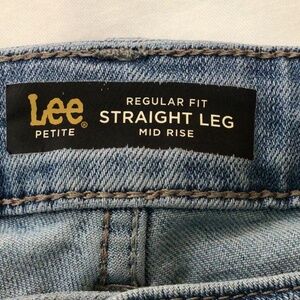 Lee®
PETITE
REGULAR FIT
STRAIGHT LEG
MID RISE